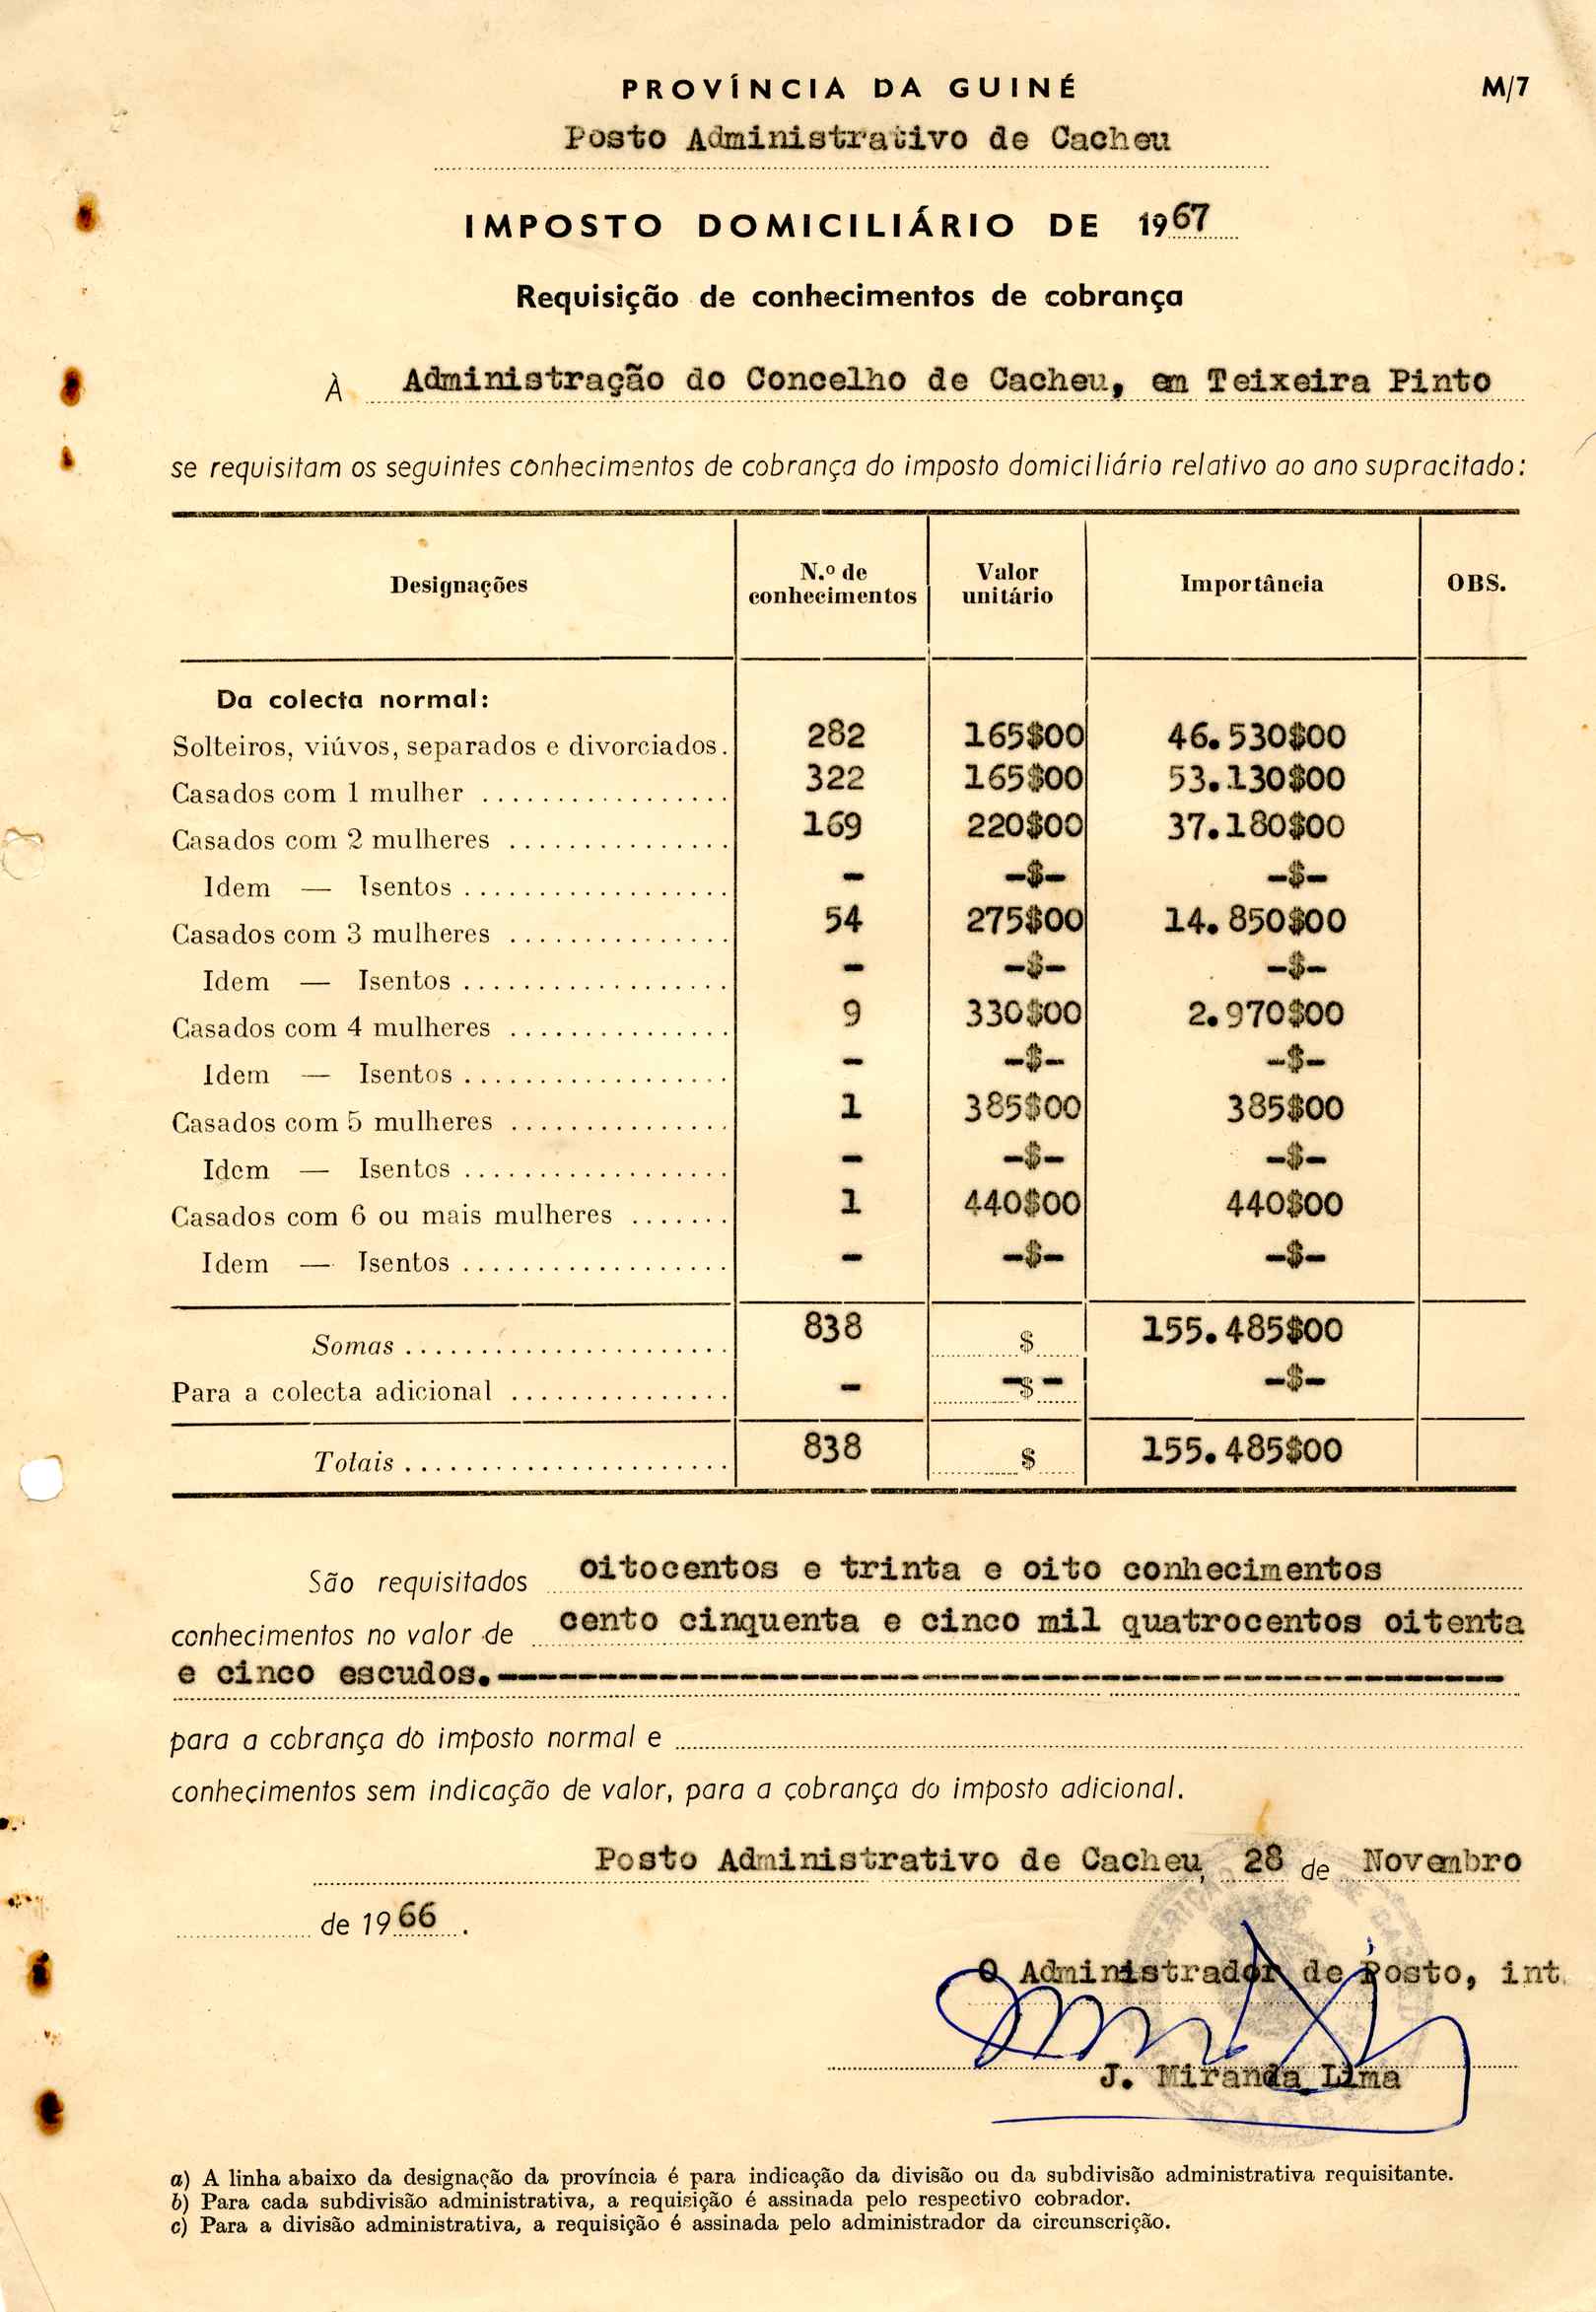 PROVÍNCIA DA GUINÉ M/7
Posto Administrativo de Cacheu
IMPOSTO DOMICILIÁRIO DE 1967
Requisição de conhecimentos de cobrança
À Administração do Concelho de Cacheu, em Teixeira Pinto
se requisitam os seguintes conhecimentos de cobrança do imposto domiciliário relativo ao ano supracitado:
Designações N.º de conhecimentos Valor unitário Importância OBS.
Da colecta normal:
Solteiros, viúvos, separados e divorciados. 282 165$00 46.530$00
Casados com 1 mulher ................. 322 165$00 53.130$00
Casados com 2 mulheres ............... 169 220$00 37.180$00
Idem — Isentos .................. - -$- -$-
Casados com 3 mulheres ............... 54 275$00 14.850$00
Idem — Isentos .................. - -$- -$-
Casados com 4 mulheres ............... 9 330$00 2.970$00
Idem — Isentos .................. - -$- -$-
Casados com 5 mulheres ............... 1 385$00 385$00
Idem — Isentos .................. - -$- -$-
Casados com 6 ou mais mulheres ....... 1 440$00 440$00
Idem — Isentos .................. - -$- -$-
Somas ...................... 838 $ 155.485$00
Para a colecta adicional ............... - -$- -$-
Totais ...................... 838 $ 155.485$00
São requisitados oitocentos e trinta e oito conhecimentos
conhecimentos no valor de cento cinquenta e cinco mil quatrocentos oitenta
e cinco escudos.--------------------------------------------------
para a cobrança do imposto normal e
conhecimentos sem indicação de valor, para a cobrança do imposto adicional.
Posto Administrativo de Cacheu, 28 de Novembro
de 1966.
O Administrador de Posto, int.
J. Miranda Lima
a) A linha abaixo da designação da província é para indicação da divisão ou da subdivisão administrativa requisitante.
b) Para cada subdivisão administrativa, a requisição é assinada pelo respectivo cobrador.
c) Para a divisão administrativa, a requisição é assinada pelo administrador da circunscrição.